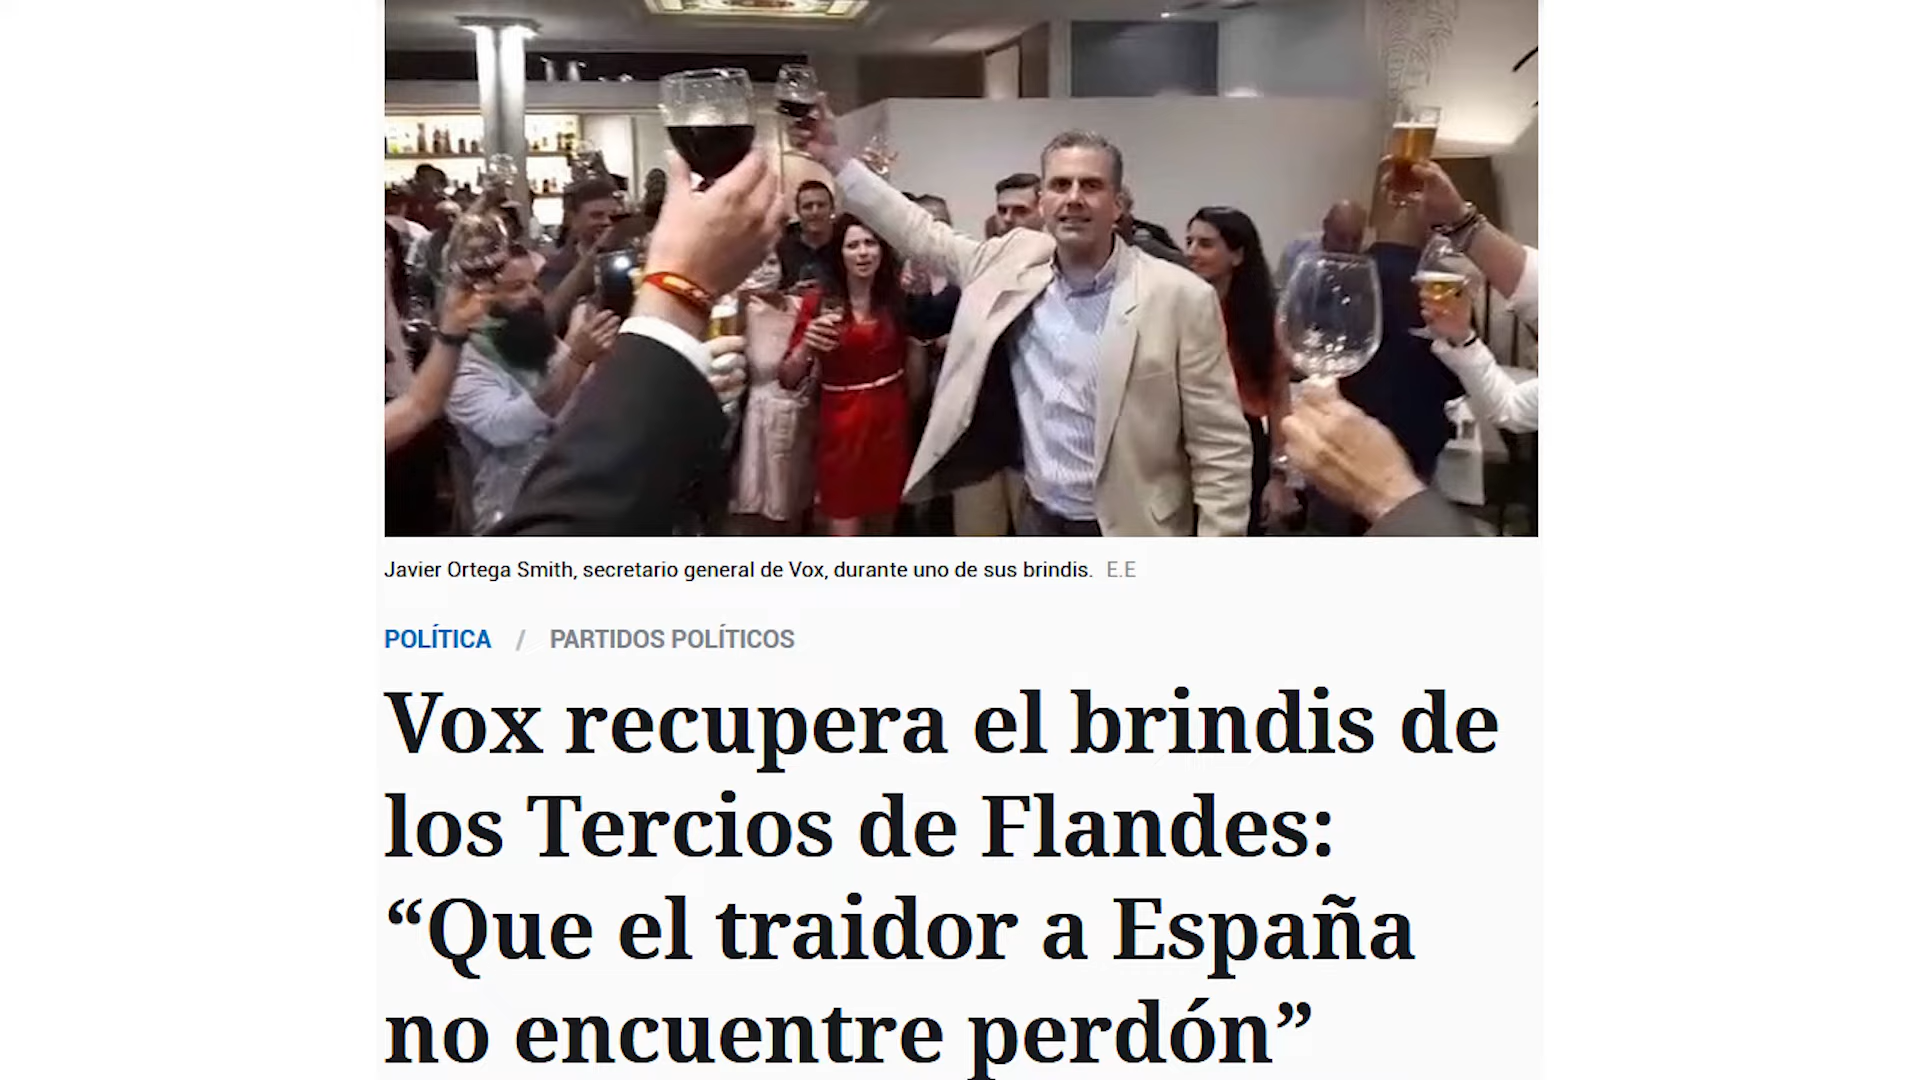 Javier Ortega Smith, secretario general de Vox, durante uno de sus brindis. E.E
POLÍTICA / PARTIDOS POLÍTICOS
Vox recupera el brindis de
los Tercios de Flandes:
“Que el traidor a España
no encuentre perdón”